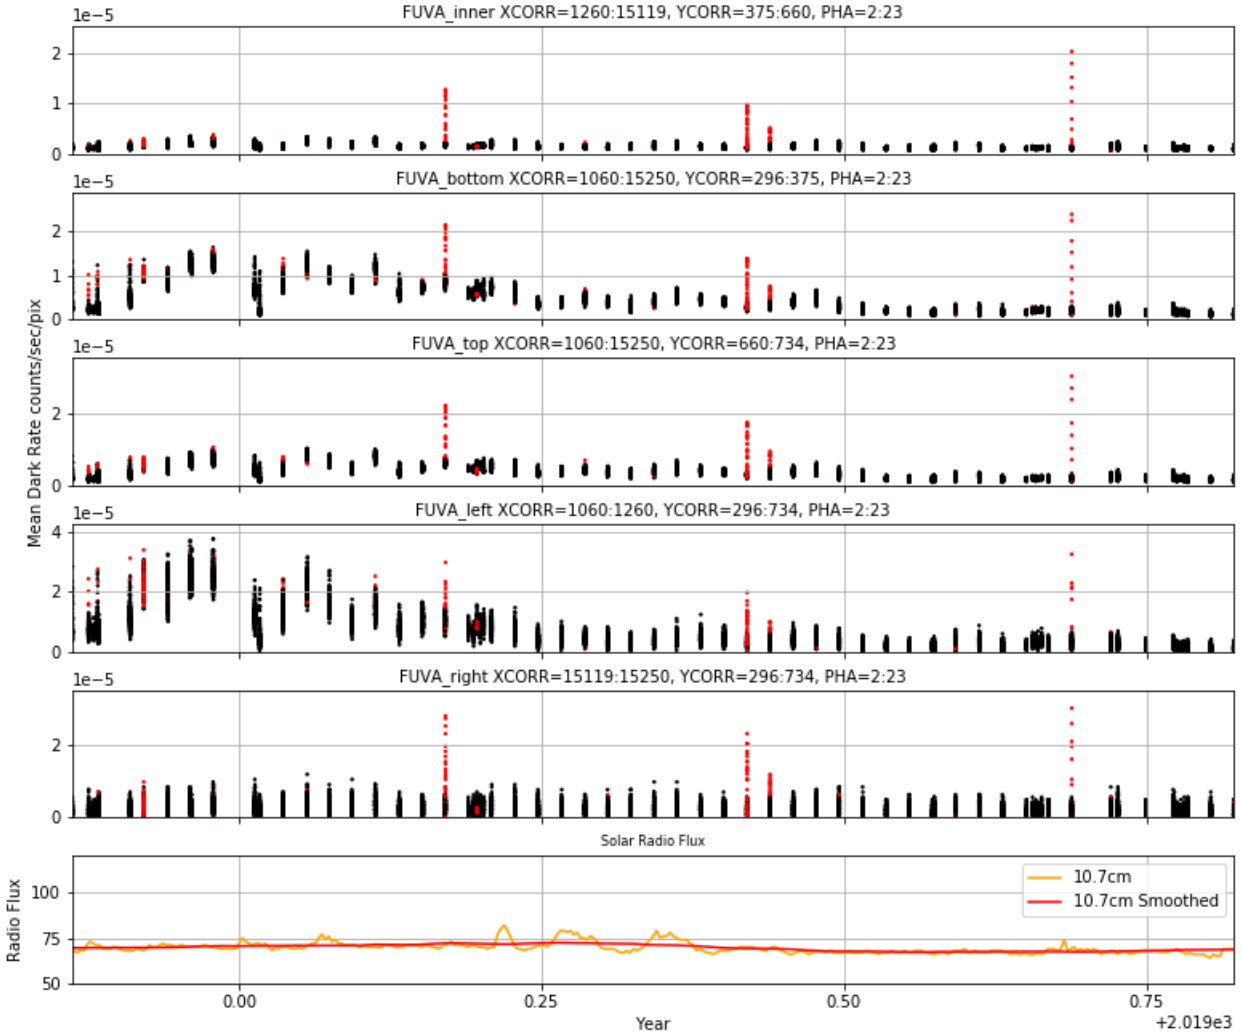 1e−5
FUVA_inner XCORR=1260:15119, YCORR=375:660, PHA=2:23
2
1
0
1e−5
FUVA_bottom XCORR=1060:15250, YCORR=296:375, PHA=2:23
2
1
0
1e−5
FUVA_top XCORR=1060:15250, YCORR=660:734, PHA=2:23
2
0
Mean Dark Rate counts/sec/pix
1e−5
FUVA_left XCORR=1060:1260, YCORR=296:734, PHA=2:23
4
2
0
1e−5
FUVA_right XCORR=15119:15250, YCORR=296:734, PHA=2:23
2
0
Solar Radio Flux
100
75
50
Radio Flux
10.7cm
10.7cm Smoothed
0.00 0.25 0.50 0.75
Year
+2.019e3